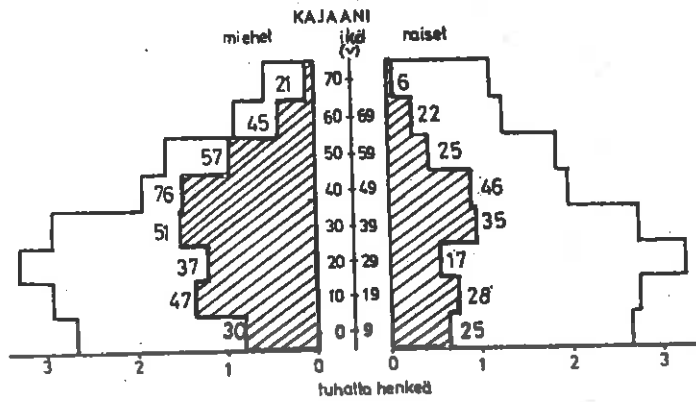 KAJAANI
miehet ikä naiset
(v)
21 70 6
45 60 69 22
57 50 59 25
76 40 49 46
51 30 39 35
37 20 29 17
47 10 19 28
30 0 9 25
3 2 1 0 0 1 2 3
tuhatta henkeä